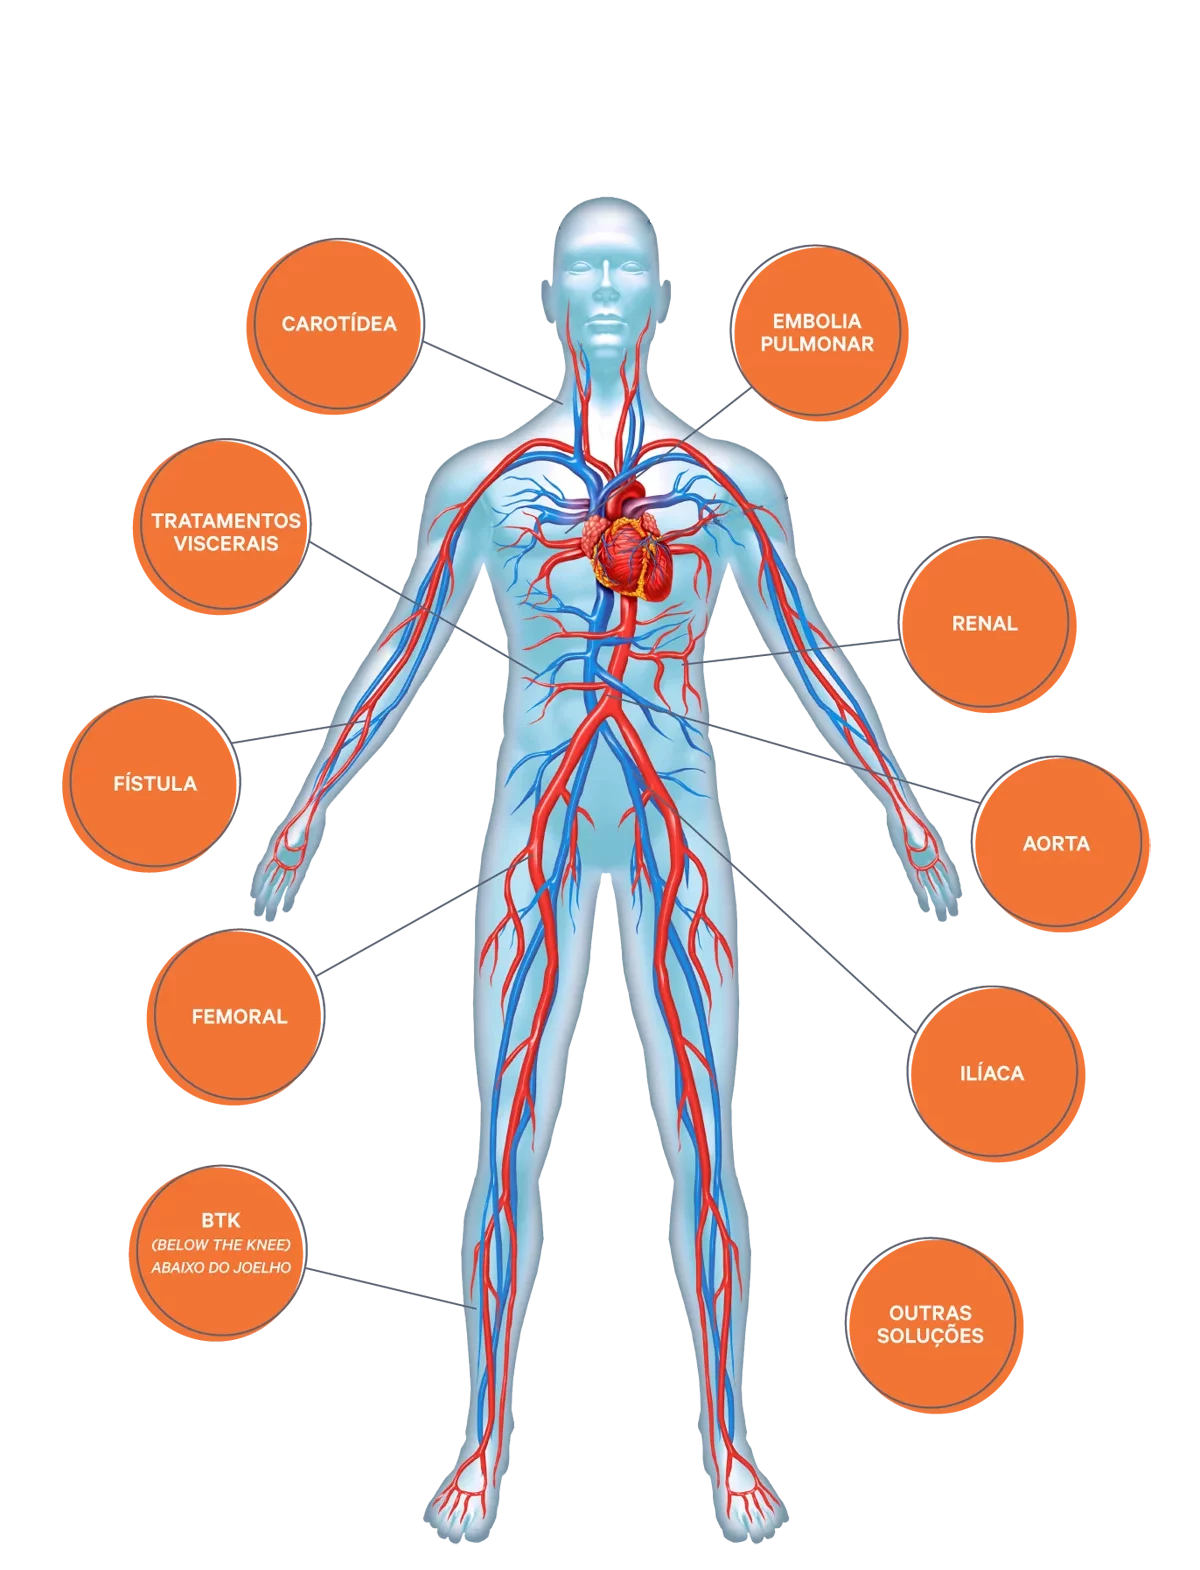 CAROTÍDEA
EMBOLIA
PULMONAR
TRATAMENTOS
VISCERAIS
RENAL
FÍSTULA
AORTA
FEMORAL
ILÍACA
BTK
(BELOW THE KNEE)
ABAIXO DO JOELHO
OUTRAS
SOLUÇÕES